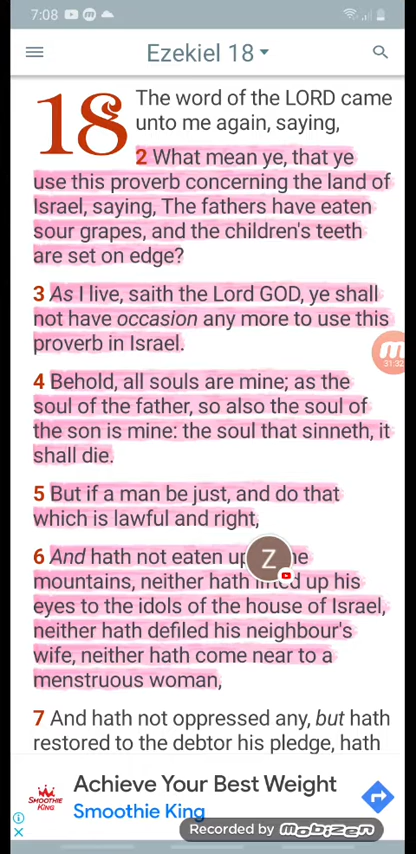 7:08
Ezekiel 18
18 The word of the LORD came
unto me again, saying,
2 What mean ye, that ye
use this proverb concerning the land of
Israel, saying, The fathers have eaten
sour grapes, and the children's teeth
are set on edge?
3 As I live, saith the Lord GOD, ye shall
not have occasion any more to use this
proverb in Israel.
4 Behold, all souls are mine; as the
soul of the father, so also the soul of
the son is mine: the soul that sinneth, it
shall die.
31:32
5 But if a man be just, and do that
which is lawful and right,
6 And hath not eaten
Z
mountains, neither hath up his
eyes to the idols of the house of Israel,
neither hath defiled his neighbour's
wife, neither hath come near to a
menstruous woman,
7 And hath not oppressed any, but hath
restored to the debtor his pledge, hath
Achieve Your Best Weight
SMOOTHIE KING
Smoothie King
Recorded by mobizen